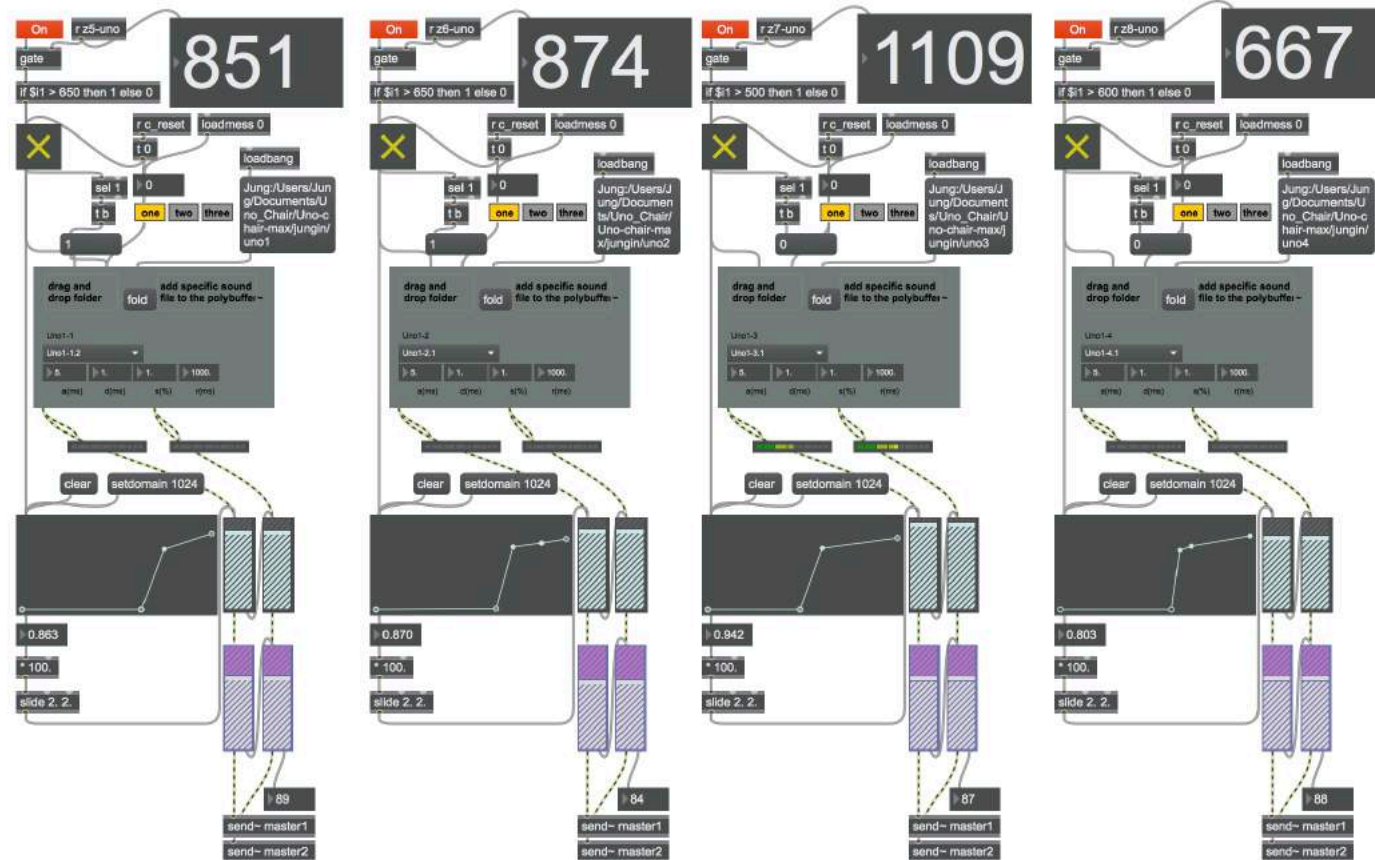 On
r z5-uno
851
gate
if $i1 > 650 then 1 else 0
r c_reset
loadmess 0
t 0
loadbang
sel 1
0
Jung:/Users/Jun
g/Documents/U
no_Chair/Uno-c
hair-max/jungin/
uno1
t b
one
two
three
1
drag and
drop folder
fold
add specific sound
file to the polybuffer~
Uno1-1
Uno1-1.2
5.
1.
1.
1000.
a(ms)
d(ms)
s(%)
r(ms)
clear
setdomain 1024
0.863
* 100.
slide 2. 2.
89
send~ master1
send~ master2
On
r z6-uno
874
gate
if $i1 > 650 then 1 else 0
r c_reset
loadmess 0
t 0
loadbang
sel 1
0
Jung:/Users/J
ung/Documen
ts/Uno_Chair/
Uno-chair-ma
x/jungin/uno2
t b
one
two
three
1
drag and
drop folder
fold
add specific sound
file to the polybuffer~
Uno1-2
Uno1-2.1
5.
1.
1.
1000.
a(ms)
d(ms)
s(%)
r(ms)
clear
setdomain 1024
0.870
* 100.
slide 2. 2.
84
send~ master1
send~ master2
On
r z7-uno
1109
gate
if $i1 > 500 then 1 else 0
r c_reset
loadmess 0
t 0
loadbang
sel 1
0
Jung:/Users/J
ung/Document
s/Uno_Chair/U
no-chair-max/j
ungin/uno3
t b
one
two
three
0
drag and
drop folder
fold
add specific sound
file to the polybuffer~
Uno1-3
Uno1-3.1
5.
1.
1.
1000.
a(ms)
d(ms)
s(%)
r(ms)
clear
setdomain 1024
0.942
* 100.
slide 2. 2.
87
send~ master1
send~ master2
On
r z8-uno
667
gate
if $i1 > 600 then 1 else 0
r c_reset
loadmess 0
t 0
loadbang
sel 1
0
Jung:/Users/Jun
g/Documents/U
no_Chair/Uno-c
hair-max/jungin/
uno4
t b
one
two
three
0
drag and
drop folder
fold
add specific sound
file to the polybuffer~
Uno1-4
Uno1-4.1
5.
1.
1.
1000.
a(ms)
d(ms)
s(%)
r(ms)
clear
setdomain 1024
0.803
* 100.
slide 2. 2.
88
send~ master1
send~ master2